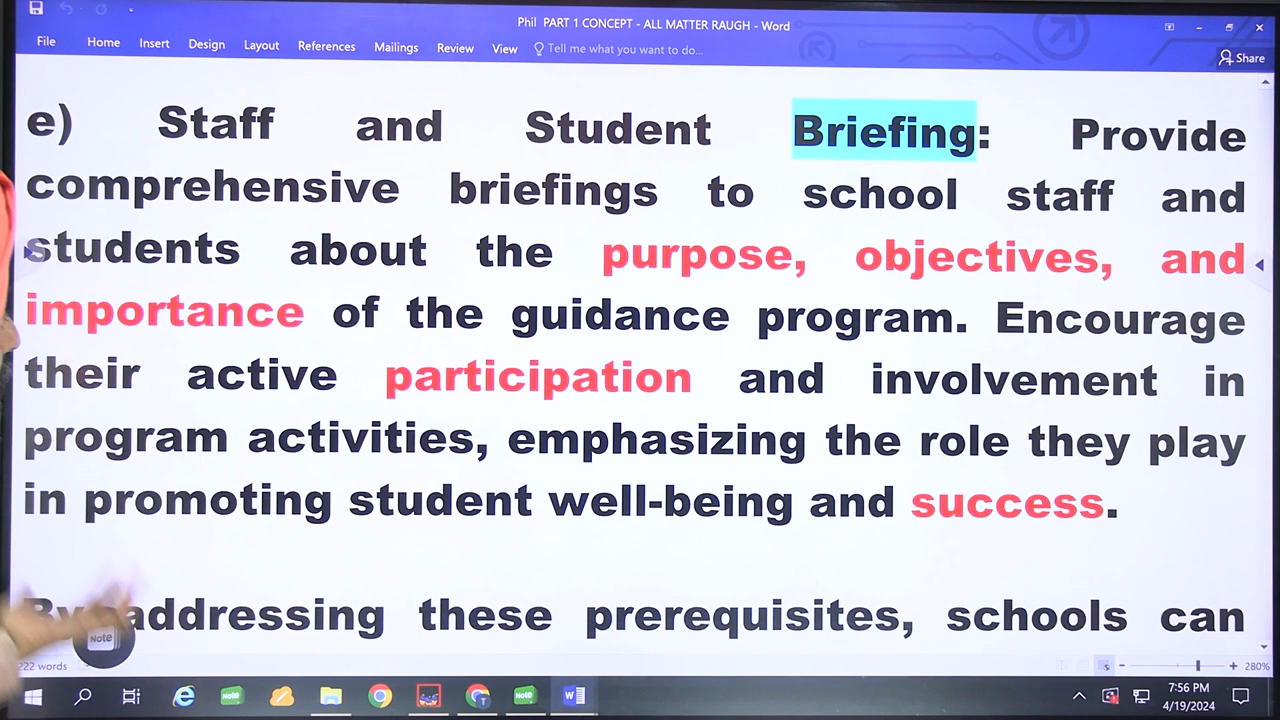 Phil PART 1 CONCEPT - ALL MATTER RAUGH - Word
File Home Insert Design Layout References Mailings Review View Tell me what you want to do...
Share
e) Staff and Student Briefing: Provide
comprehensive briefings to school staff and
students about the purpose, objectives, and
importance of the guidance program. Encourage
their active participation and involvement in
program activities, emphasizing the role they play
in promoting student well-being and success.
By addressing these prerequisites, schools can
Note
222 words
280%
Note
Note
7:56 PM
4/19/2024